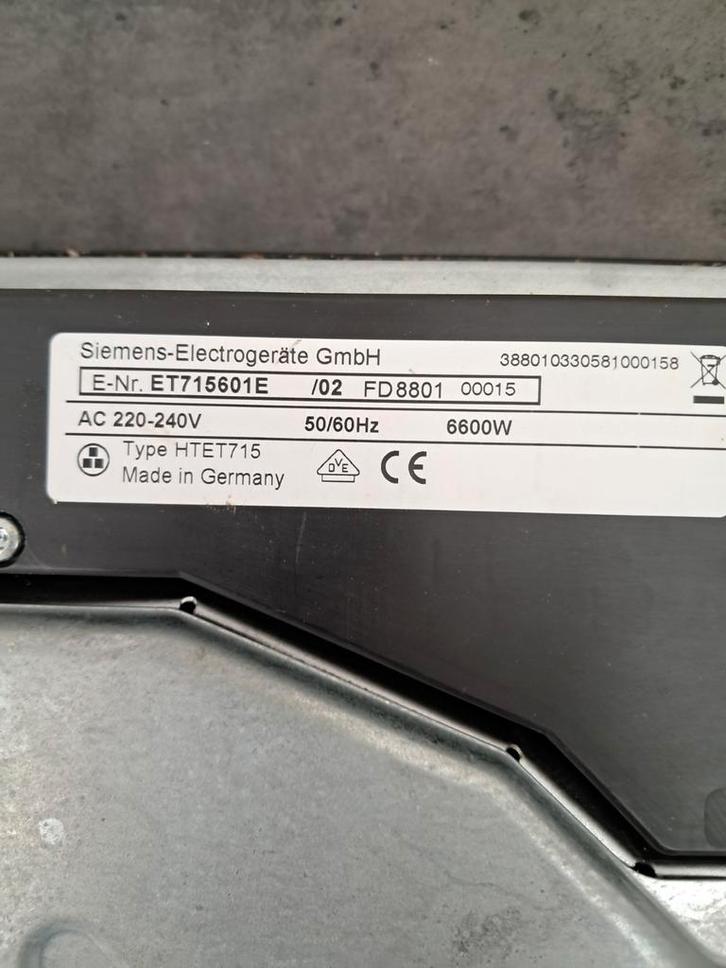 Siemens-Electrogeräte GmbH 388010330581000158
E-Nr. ET715601E /02 FD8801 00015
AC 220-240V 50/60Hz 6600W
Type HTET715
Made in Germany
DVE CE